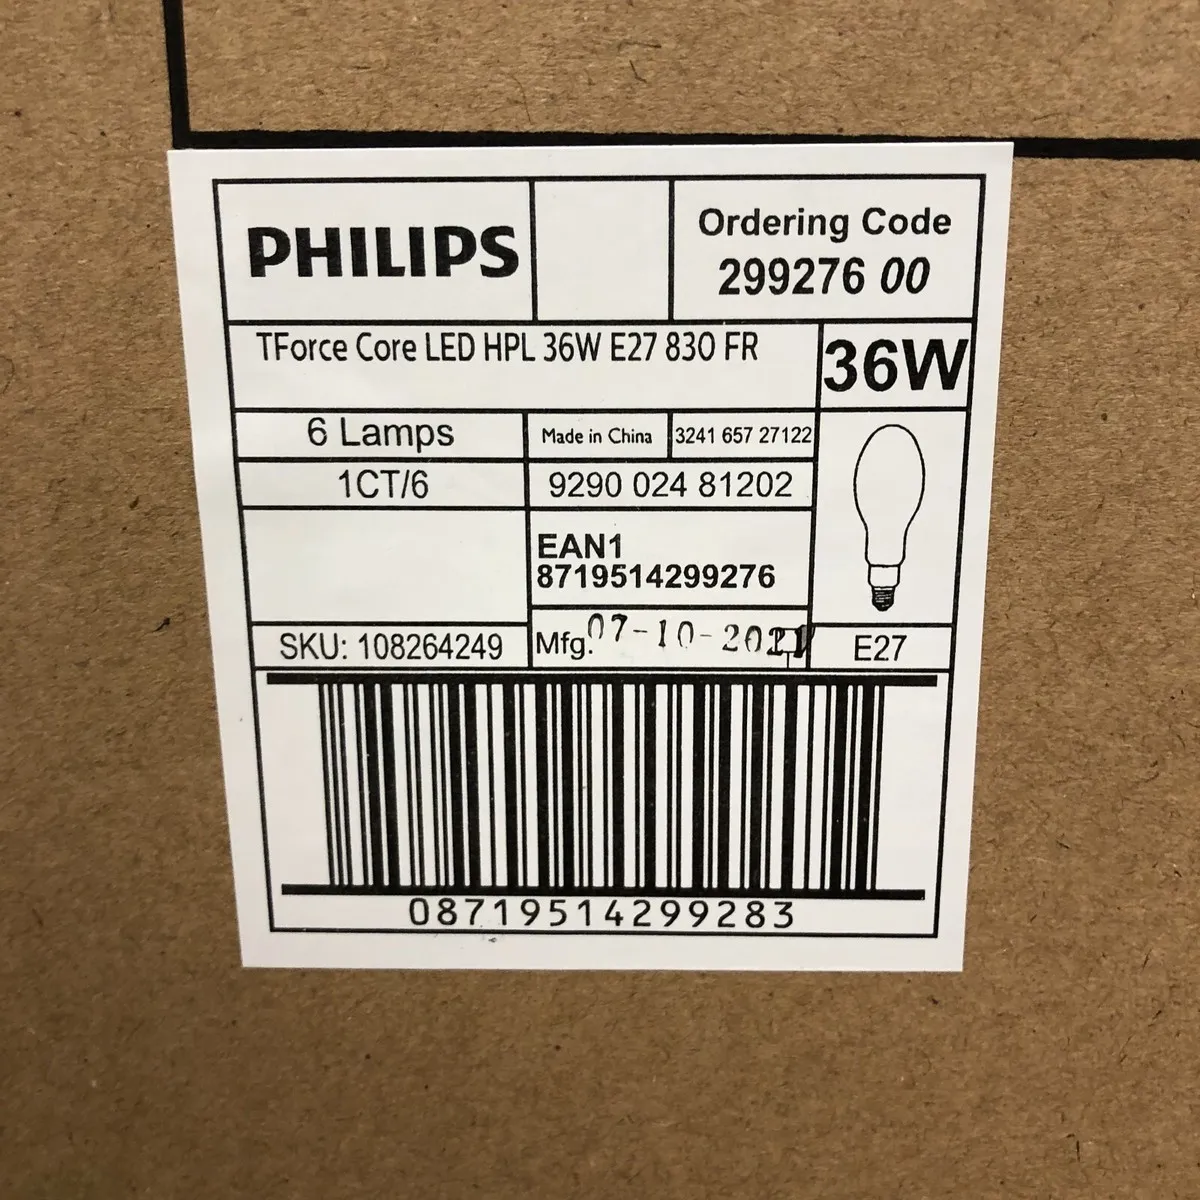 PHILIPS
Ordering Code
299276 00
TForce Core LED HPL 36W E27 830 FR
36W
6 Lamps
Made in China
3241 657 27122
1CT/6
9290 024 81202
EAN1
8719514299276
SKU: 108264249
Mfg. 07-10-2021
E27
08719514299283